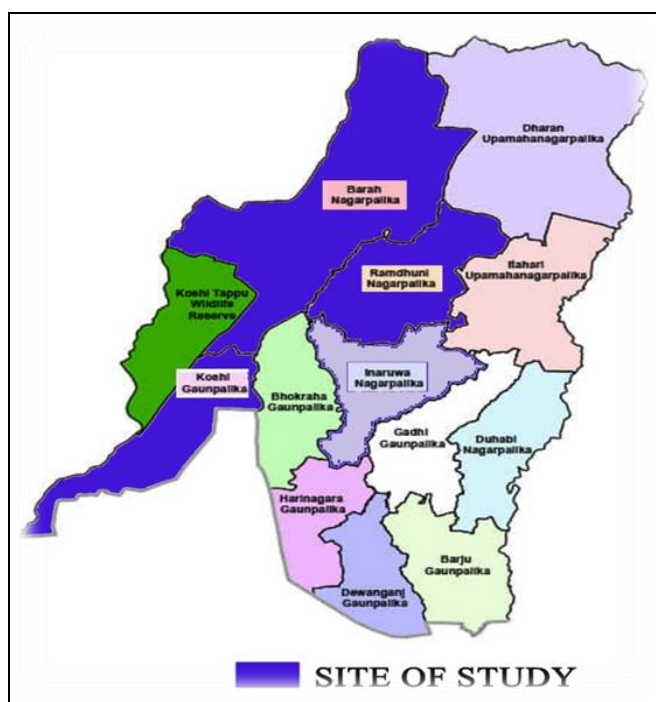 Dharan
Upamahanagarpalika
Barah
Nagarpalika
Itahari
Upamahanagarpalika
Ramdhuni
Nagarpalika
Koshi Tappu
Wildlife
Reserve
Koshi
Gaunpalika
Inaruwa
Nagarpalika
Bhokraha
Gaunpalika
Gadhi
Gaunpalika
Duhabi
Nagarpalika
Harinagara
Gaunpalika
Barju
Gaunpalika
Dewanganj
Gaunpalika
SITE OF STUDY